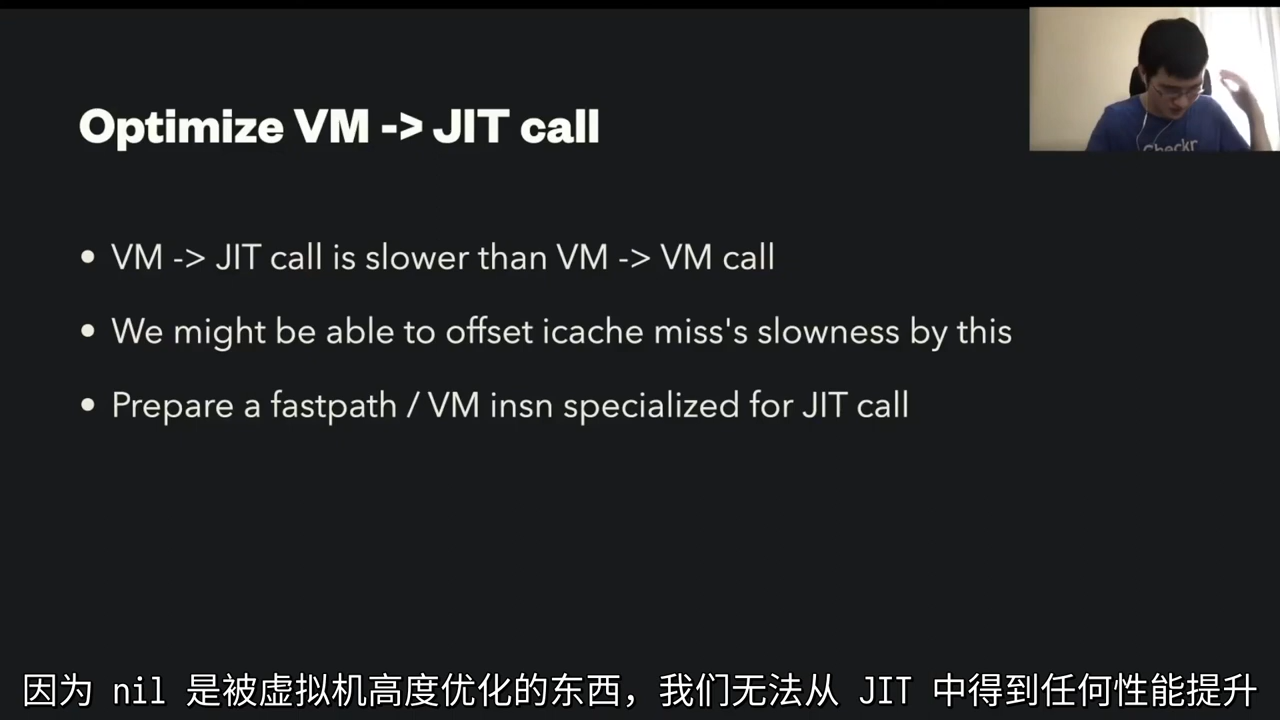 Optimize VM -> JIT call
• VM -> JIT call is slower than VM -> VM call
• We might be able to offset icache miss's slowness by this
• Prepare a fastpath / VM insn specialized for JIT call
Checkr
因为 nil 是被虚拟机高度优化的东西，我们无法从 JIT 中得到任何性能提升